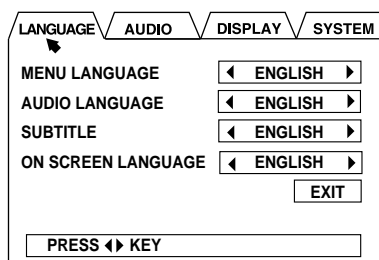 LANGUAGE AUDIO DISPLAY SYSTEM
MENU LANGUAGE ENGLISH
AUDIO LANGUAGE ENGLISH
SUBTITLE ENGLISH
ON SCREEN LANGUAGE ENGLISH
EXIT
PRESS ◀▶ KEY